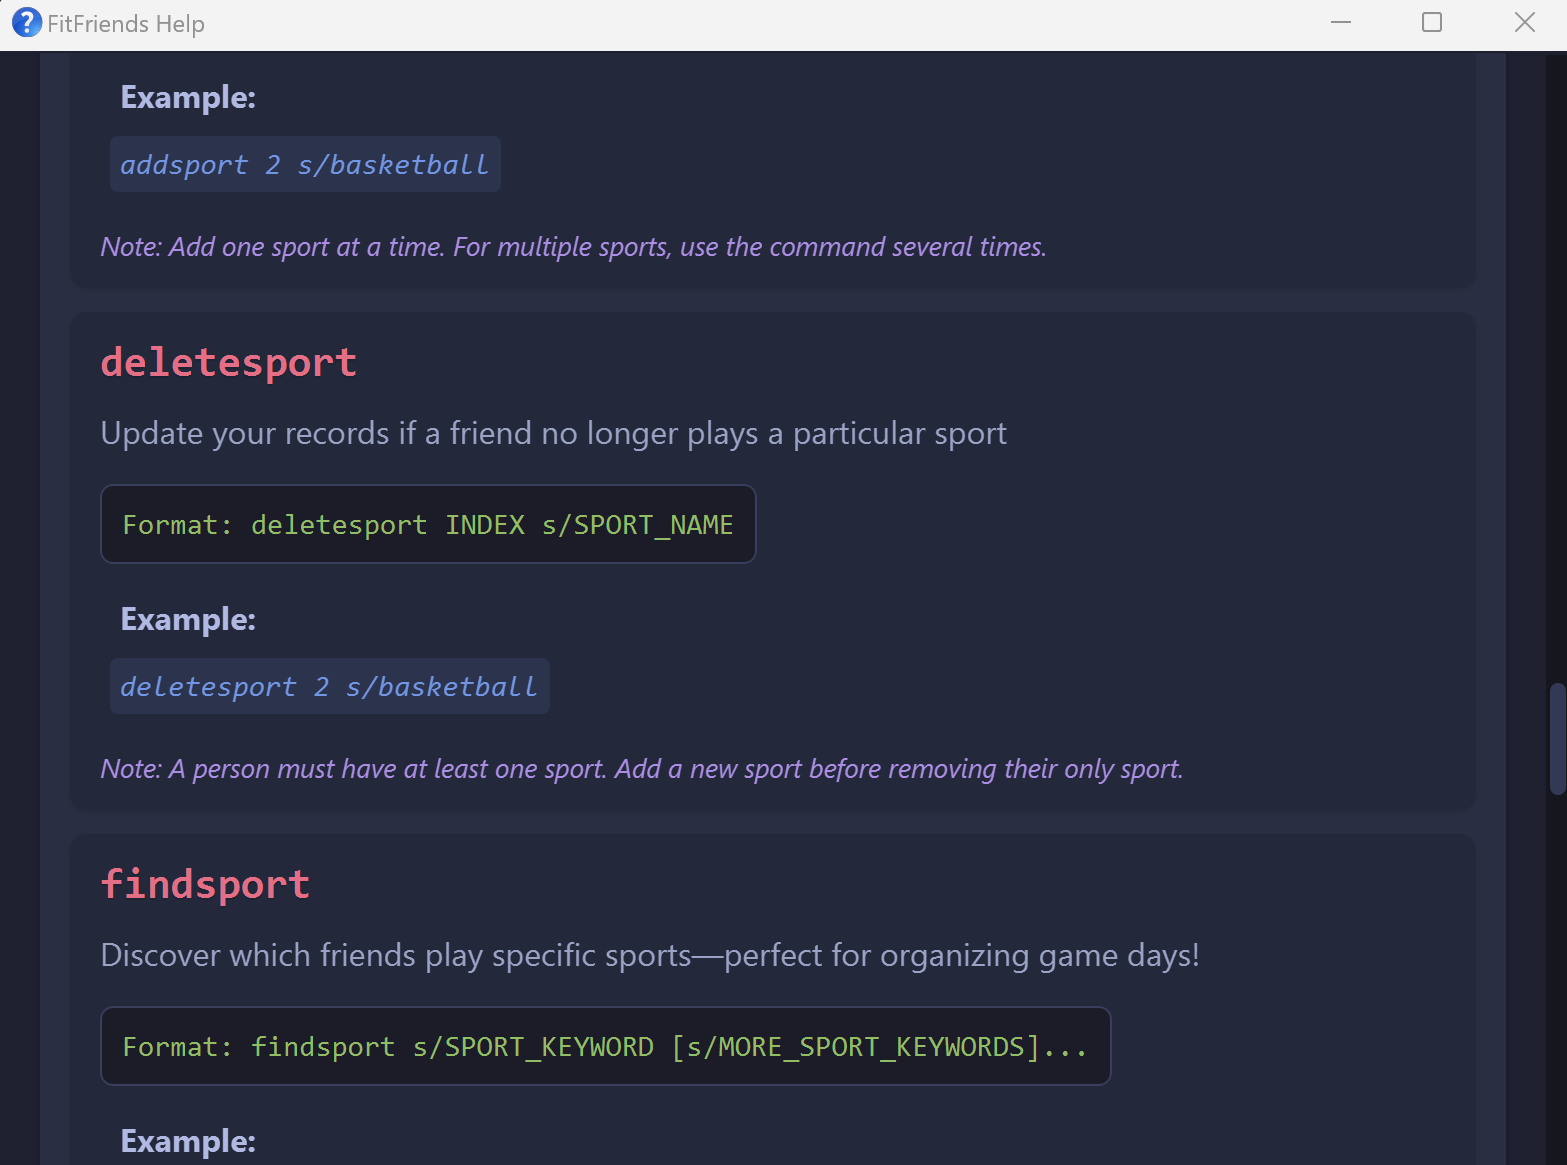 FitFriends Help
Example:
addsport 2 s/basketball
Note: Add one sport at a time. For multiple sports, use the command several times.
deletesport
Update your records if a friend no longer plays a particular sport
Format: deletesport INDEX s/SPORT_NAME
Example:
deletesport 2 s/basketball
Note: A person must have at least one sport. Add a new sport before removing their only sport.
findsport
Discover which friends play specific sports—perfect for organizing game days!
Format: findsport s/SPORT_KEYWORD [s/MORE_SPORT_KEYWORDS]...
Example: